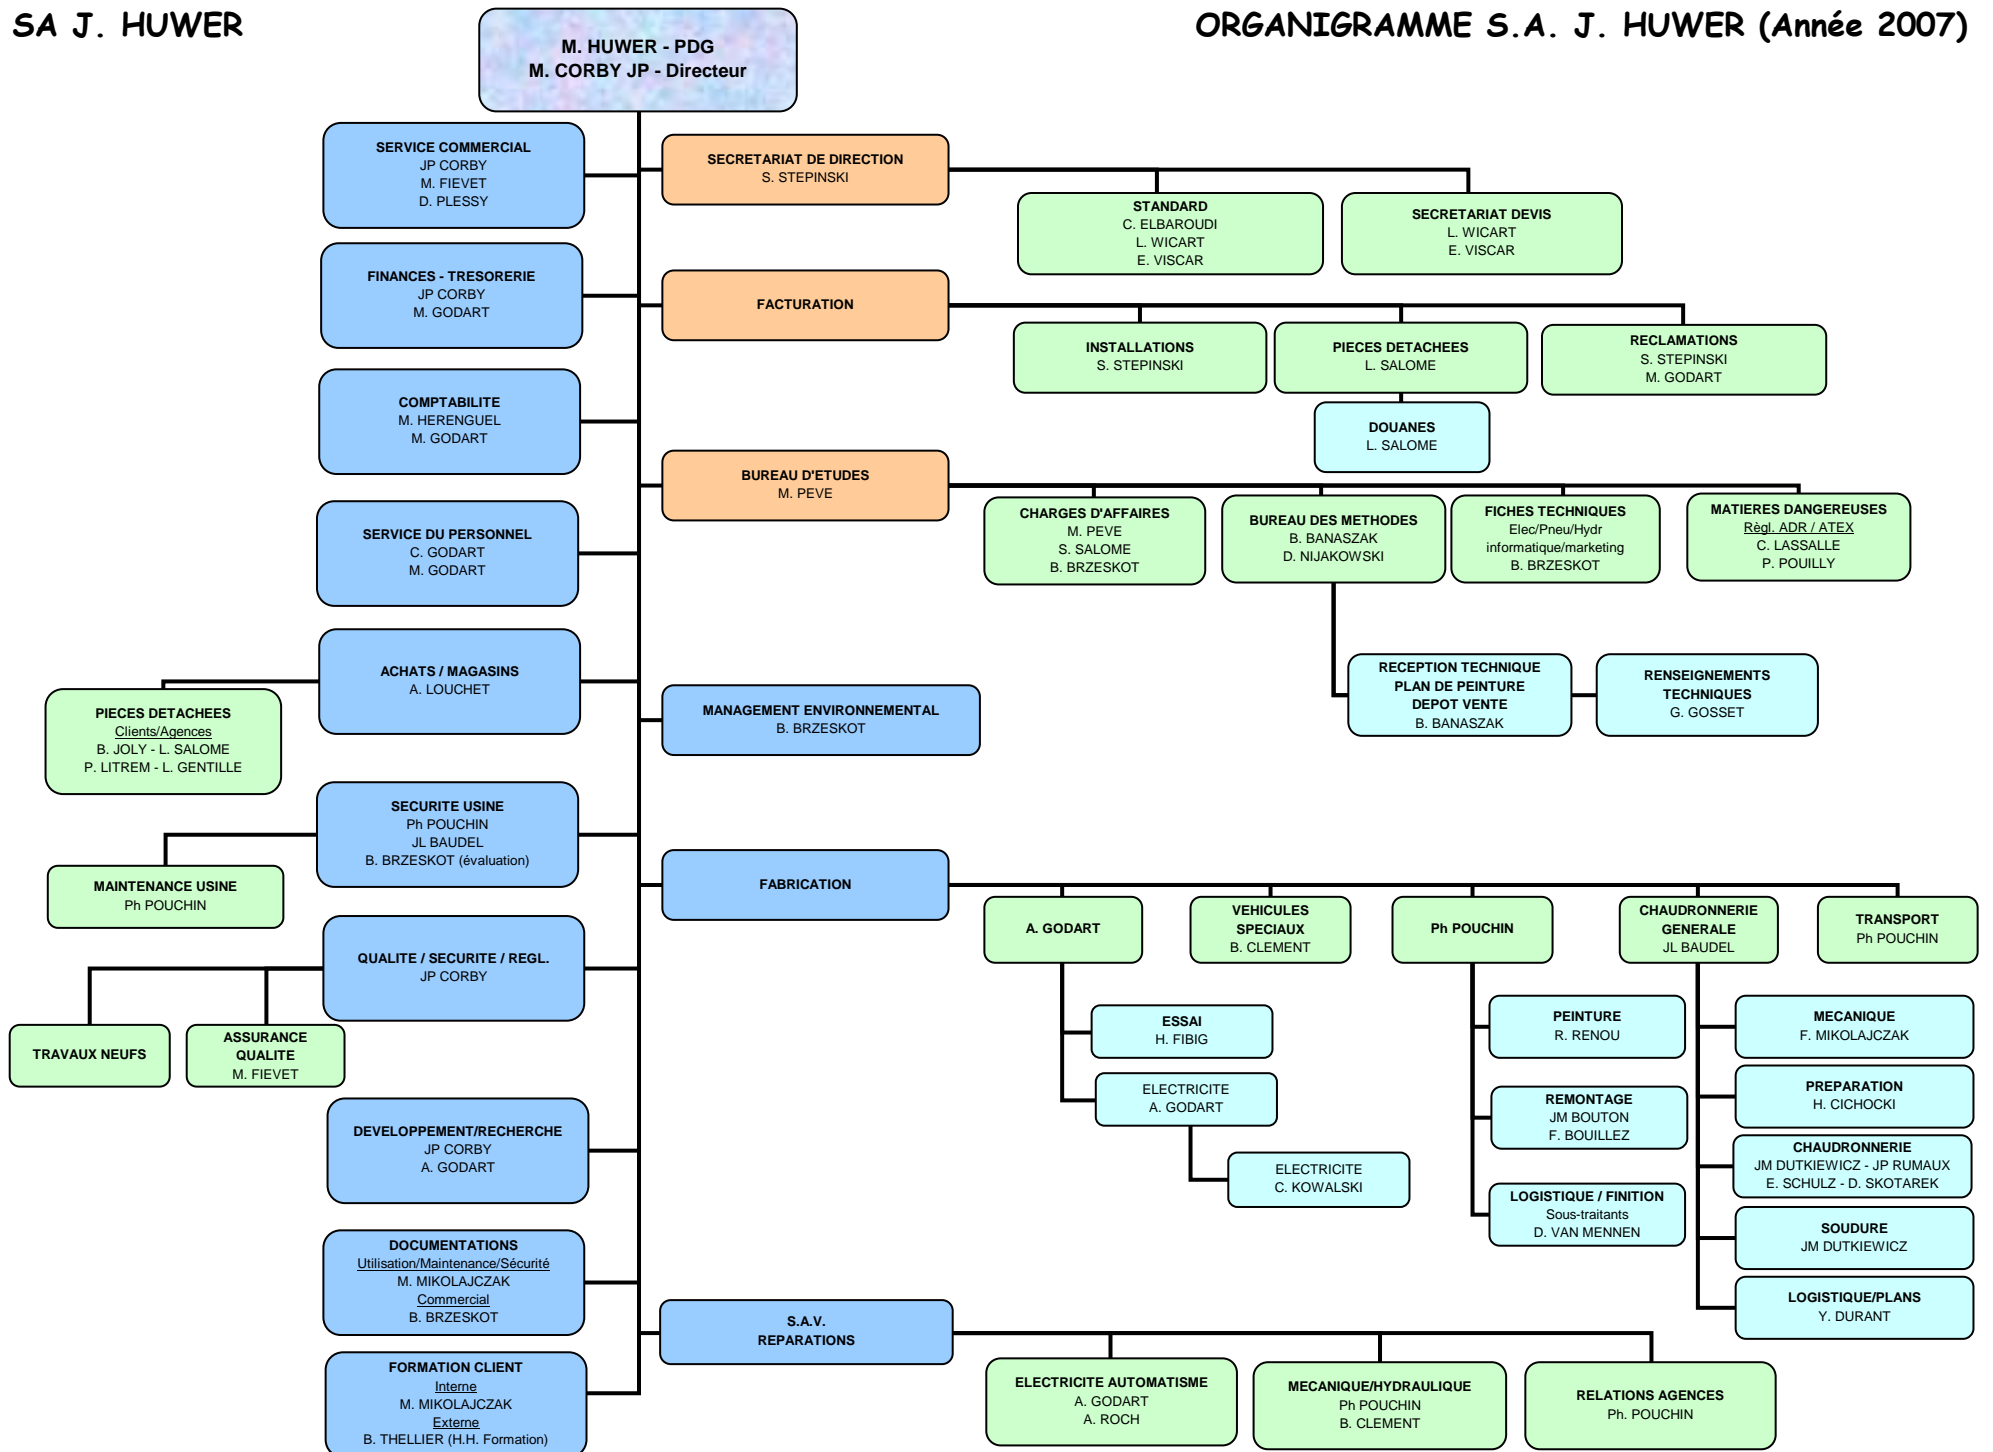 SA J. HUWER
ORGANIGRAMME S.A. J. HUWER (Année 2007)
M. HUWER - PDG
M. CORBY JP - Directeur
SERVICE COMMERCIAL
JP CORBY
M. FIEVET
D. PLESSY
SECRETARIAT DE DIRECTION
S. STEPINSKI
STANDARD
C. ELBAROUDI
L. WICART
E. VISCAR
SECRETARIAT DEVIS
L. WICART
E. VISCAR
FINANCES - TRESORERIE
JP CORBY
M. GODART
FACTURATION
INSTALLATIONS
S. STEPINSKI
PIECES DETACHEES
L. SALOME
RECLAMATIONS
S. STEPINSKI
M. GODART
DOUANES
L. SALOME
COMPTABILITE
M. HERENGUEL
M. GODART
BUREAU D'ETUDES
M. PEVE
CHARGES D'AFFAIRES
M. PEVE
S. SALOME
B. BRZESKOT
BUREAU DES METHODES
B. BANASZAK
D. NIJAKOWSKI
FICHES TECHNIQUES
Elec/Pneu/Hydr
informatique/marketing
B. BRZESKOT
MATIERES DANGEREUSES
Règl. ADR / ATEX
C. LASSALLE
P. POUILLY
SERVICE DU PERSONNEL
C. GODART
M. GODART
RECEPTION TECHNIQUE
PLAN DE PEINTURE
DEPOT VENTE
B. BANASZAK
RENSEIGNEMENTS
TECHNIQUES
G. GOSSET
ACHATS / MAGASINS
A. LOUCHET
PIECES DETACHEES
Clients/Agences
B. JOLY - L. SALOME
P. LITREM - L. GENTILLE
MANAGEMENT ENVIRONNEMENTAL
B. BRZESKOT
SECURITE USINE
Ph POUCHIN
JL BAUDEL
B. BRZESKOT (évaluation)
MAINTENANCE USINE
Ph POUCHIN
FABRICATION
A. GODART
VEHICULES
SPECIAUX
B. CLEMENT
Ph POUCHIN
CHAUDRONNERIE
GENERALE
JL BAUDEL
TRANSPORT
Ph POUCHIN
QUALITE / SECURITE / REGL.
JP CORBY
TRAVAUX NEUFS
ASSURANCE
QUALITE
M. FIEVET
ESSAI
H. FIBIG
ELECTRICITE
A. GODART
ELECTRICITE
C. KOWALSKI
PEINTURE
R. RENOU
REMONTAGE
JM BOUTON
F. BOUILLEZ
LOGISTIQUE / FINITION
Sous-traitants
D. VAN MENNEN
MECANIQUE
F. MIKOLAJCZAK
PREPARATION
H. CICHOCKI
CHAUDRONNERIE
JM DUTKIEWICZ - JP RUMAUX
E. SCHULZ - D. SKOTAREK
SOUDURE
JM DUTKIEWICZ
LOGISTIQUE/PLANS
Y. DURANT
DEVELOPPEMENT/RECHERCHE
JP CORBY
A. GODART
DOCUMENTATIONS
Utilisation/Maintenance/Sécurité
M. MIKOLAJCZAK
Commercial
B. BRZESKOT
S.A.V.
REPARATIONS
FORMATION CLIENT
Interne
M. MIKOLAJCZAK
Externe
B. THELLIER (H.H. Formation)
ELECTRICITE AUTOMATISME
A. GODART
A. ROCH
MECANIQUE/HYDRAULIQUE
Ph POUCHIN
B. CLEMENT
RELATIONS AGENCES
Ph. POUCHIN